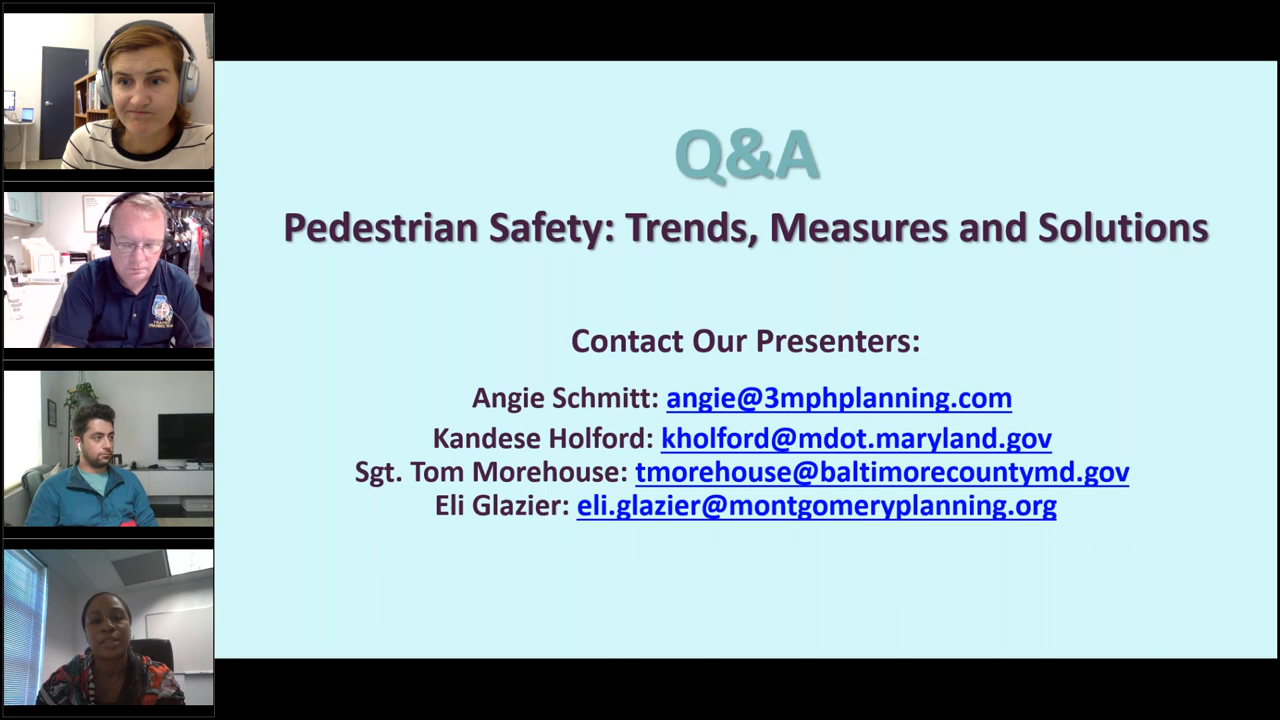 Q&A
Pedestrian Safety: Trends, Measures and Solutions
Contact Our Presenters:
Angie Schmitt: angie@3mphplanning.com
Kandese Holford: kholford@mdot.maryland.gov
Sgt. Tom Morehouse: tmorehouse@baltimorecountymd.gov
Eli Glazier: eli.glazier@montgomeryplanning.org